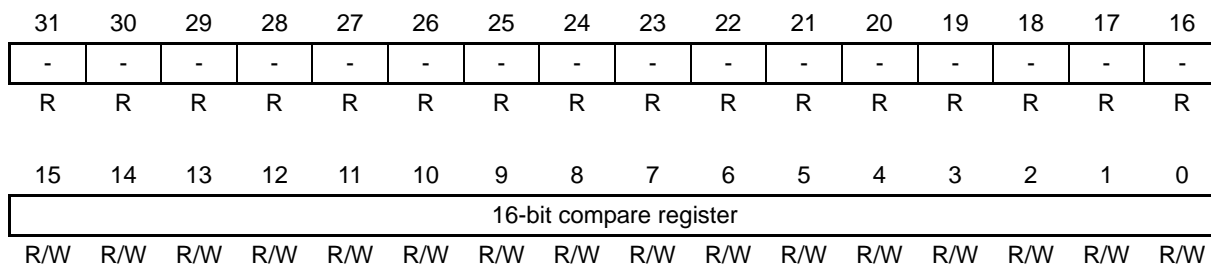 31 30 29 28 27 26 25 24 23 22 21 20 19 18 17 16
- - - - - - - - - - - - - - - -
R R R R R R R R R R R R R R R R
15 14 13 12 11 10 9 8 7 6 5 4 3 2 1 0
16-bit compare register
R/W R/W R/W R/W R/W R/W R/W R/W R/W R/W R/W R/W R/W R/W R/W R/W